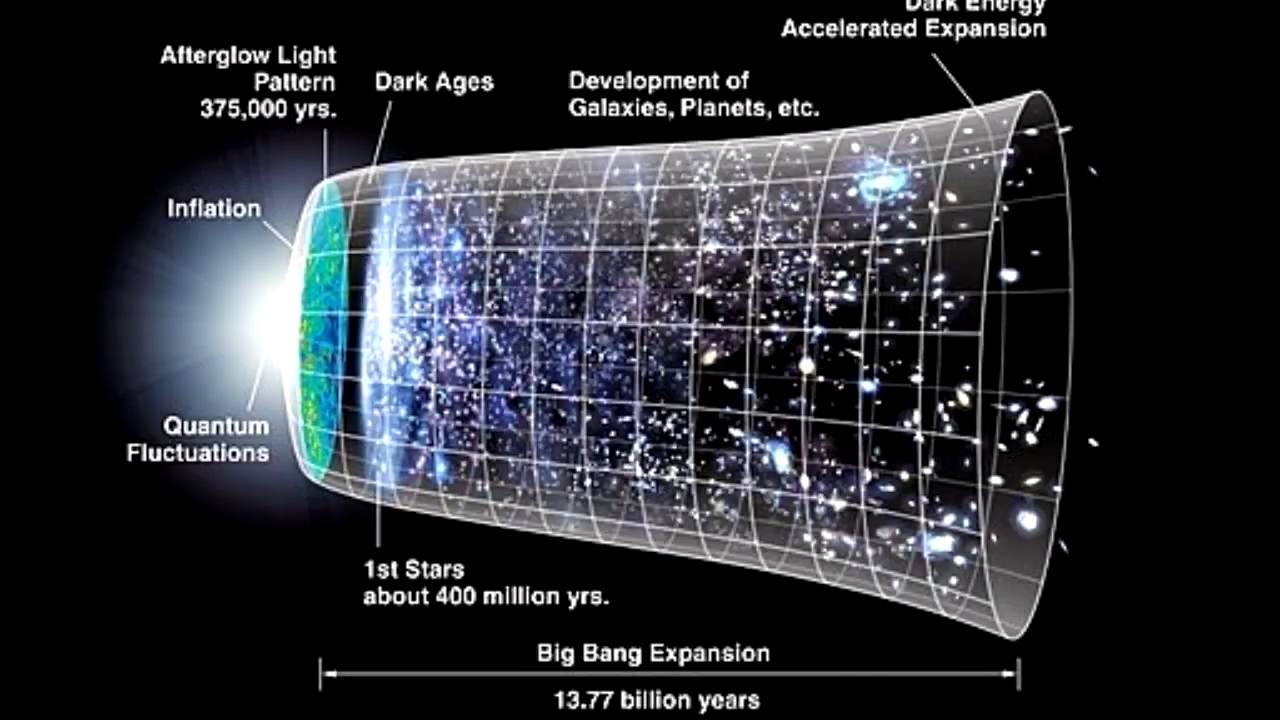 Dark Energy
Accelerated Expansion
Afterglow Light
Pattern
375,000 yrs.
Dark Ages
Development of
Galaxies, Planets, etc.
Inflation
Quantum
Fluctuations
1st Stars
about 400 million yrs.
Big Bang Expansion
13.77 billion years